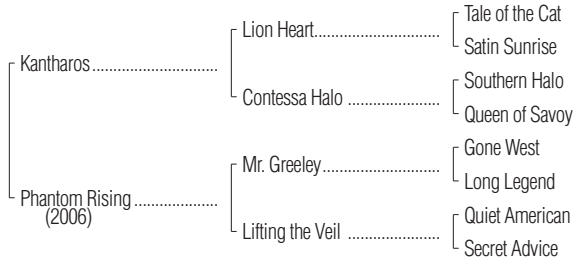 Tale of the Cat
Lion Heart..................................
Satin Sunrise
Kantharos..................................
Southern Halo
Contessa Halo ..........................
Queen of Savoy
Gone West
Mr. Greeley................................
Long Legend
Phantom Rising .......................
(2006)
Quiet American
Lifting the Veil ..........................
Secret Advice